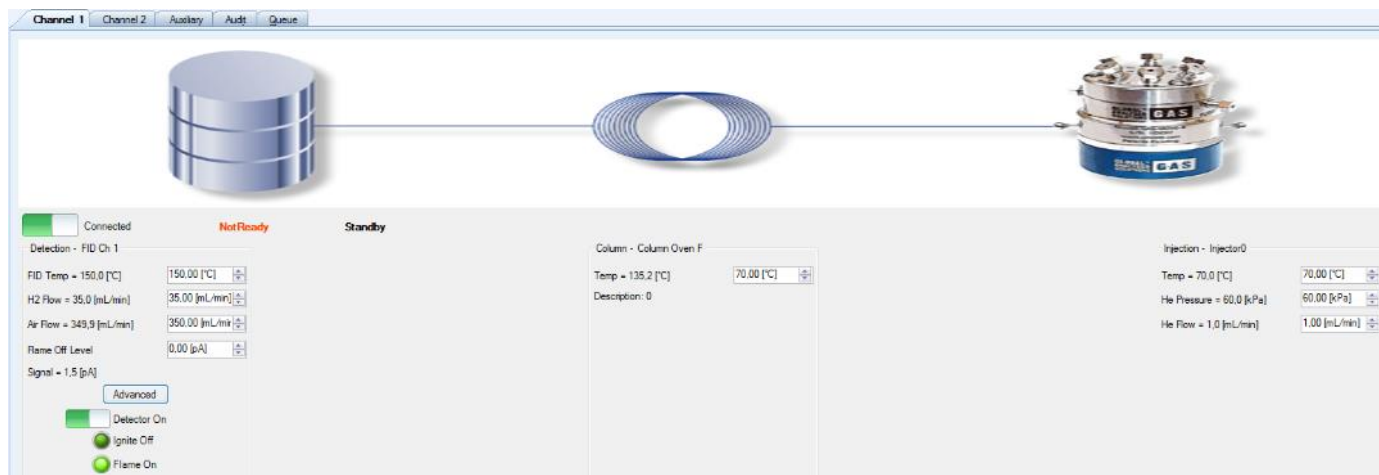 Channel 1 Channel 2 Auxiliary Audit Queue
GAS
GAS
Connected NotReady Standby
Detection - FID Ch 1
FID Temp = 150,0 [°C] 150,00 [°C]
H2 Flow = 35,0 [mL/min] 35,00 [mL/min]
Air Flow = 349,9 [mL/min] 350,00 [mL/mir
Flame Off Level 0,00 [pA]
Signal = 1,5 [pA]
Advanced
Detector On
Ignite Off
Flame On
Column - Column Oven F
Temp = 135,2 [°C] 70,00 [°C]
Description: 0
Injection - Injector0
Temp = 70,0 [°C] 70,00 [°C]
He Pressure = 60,0 [kPa] 60,00 [kPa]
He Flow = 1,0 [mL/min] 1,00 [mL/min]